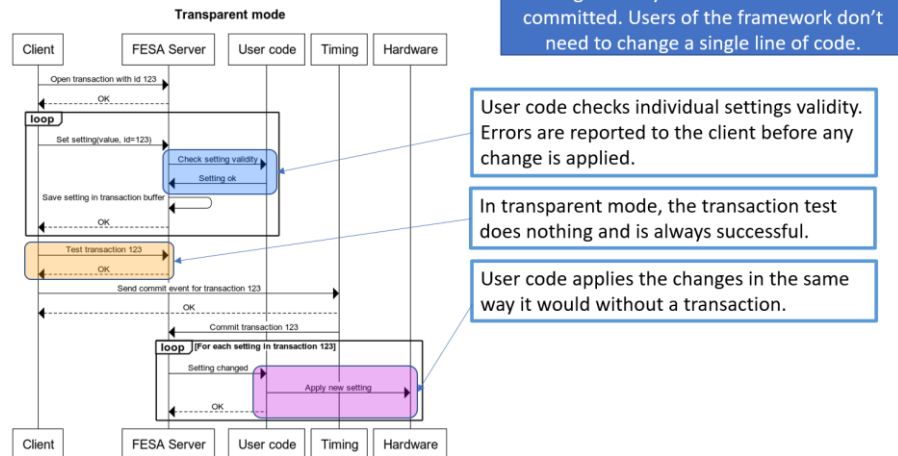 committed. Users of the framework don't
need to change a single line of code.
Transparent mode
Client
FESA Server
User code
Timing
Hardware
Open transaction with id 123
OK
loop
Set setting(value, id=123)
Check setting validity
Setting ok
Save setting in transaction buffer
OK
User code checks individual settings validity.
Errors are reported to the client before any
change is applied.
Test transaction 123
OK
In transparent mode, the transaction test
does nothing and is always successful.
Send commit event for transaction 123
OK
Commit transaction 123
User code applies the changes in the same
way it would without a transaction.
loop [For each setting in transaction 123]
Setting changed
Apply new setting
OK
Client
FESA Server
User code
Timing
Hardware